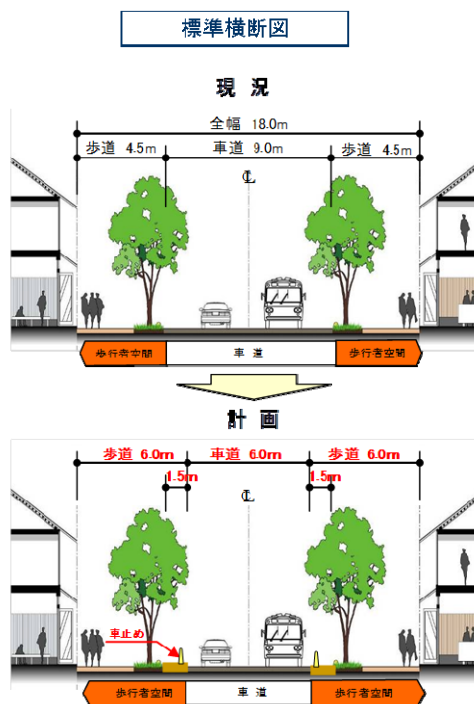 標準横断図
現 況
全幅 18.0m
歩道 4.5m 車道 9.0m 歩道 4.5m
℄
歩行者空間 車 道 歩行者空間
計 画
歩道 6.0m 車道 6.0m 歩道 6.0m
1.5m 1.5m
℄
車止め
歩行者空間 車 道 歩行者空間